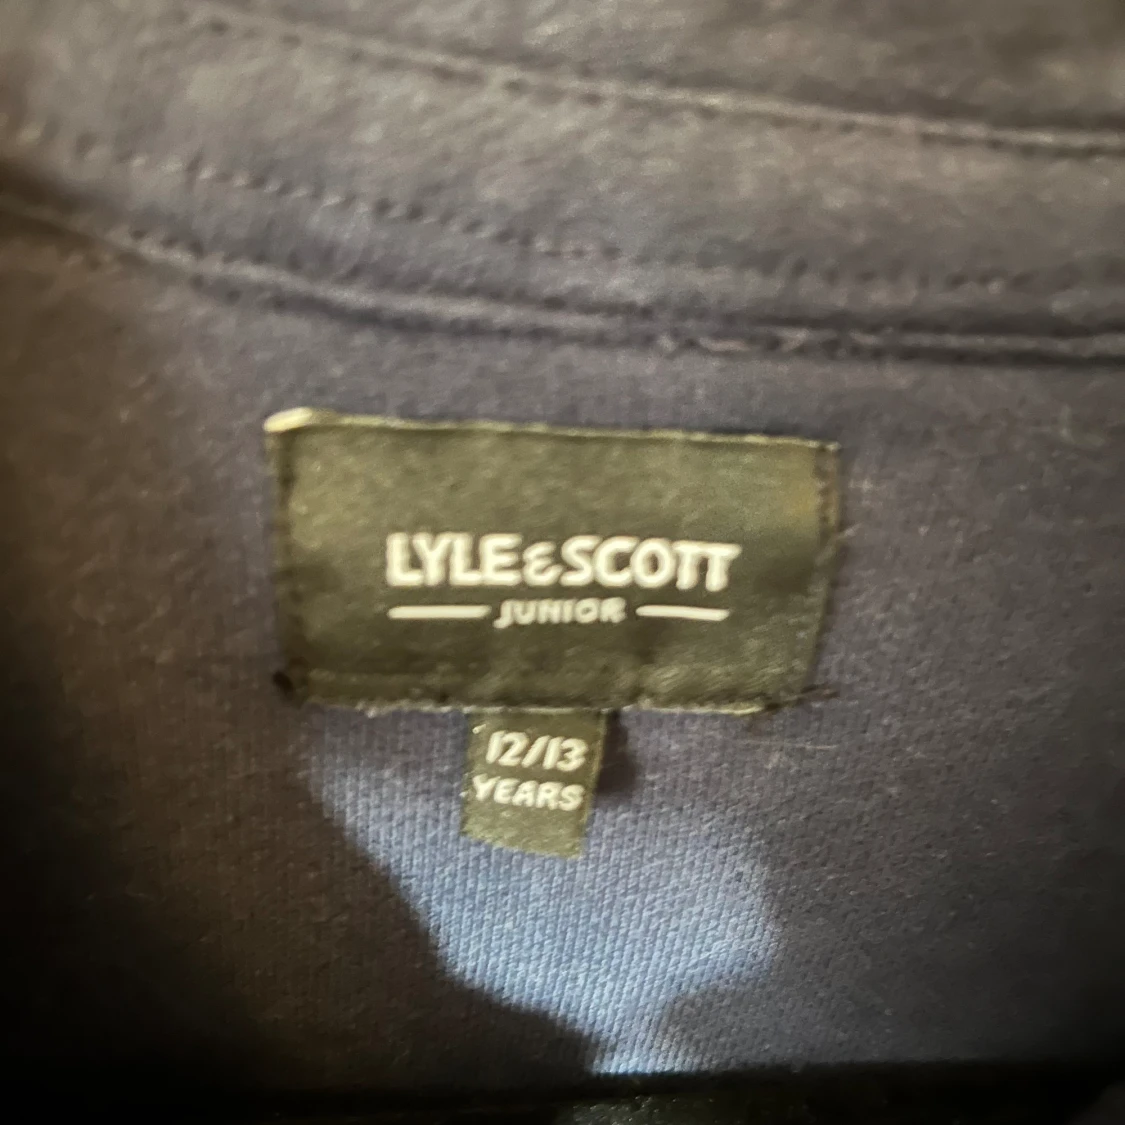 LYLE&SCOTT
JUNIOR
12/13
YEARS